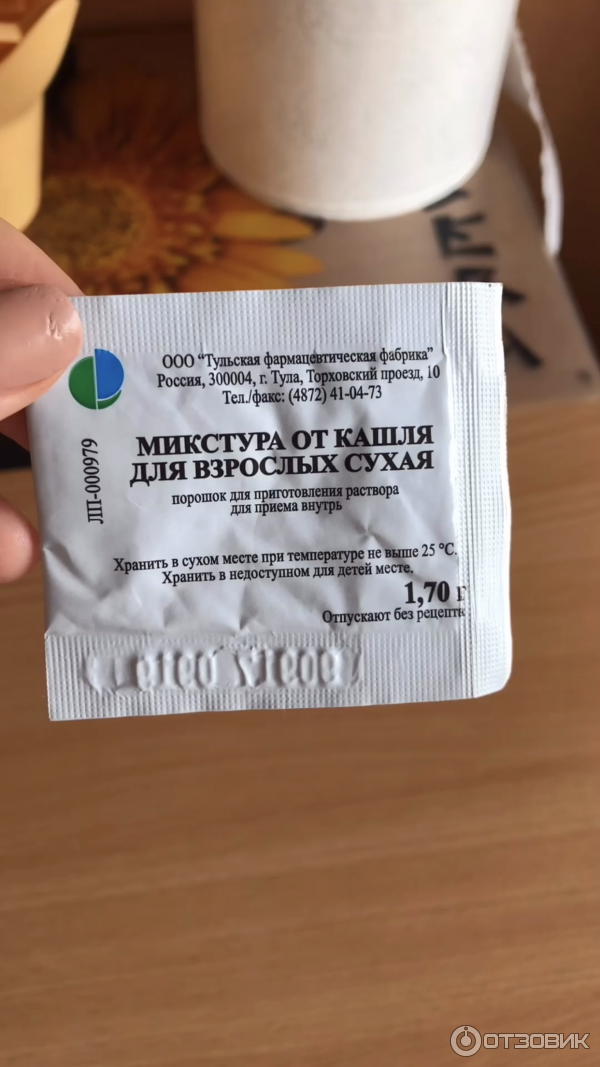 ООО "Тульская фармацевтическая фабрика"
Россия, 300004, г. Тула, Торховский проезд, 10
Тел./факс: (4872) 41-04-73
МИКСТУРА ОТ КАШЛЯ
ДЛЯ ВЗРОСЛЫХ СУХАЯ
порошок для приготовления раствора
для приема внутрь
ЛП-000979
Хранить в сухом месте при температуре не выше 25 °С.
Хранить в недоступном для детей месте.
1,70 г
Отпускают без рецепта
ОТЗОВИК